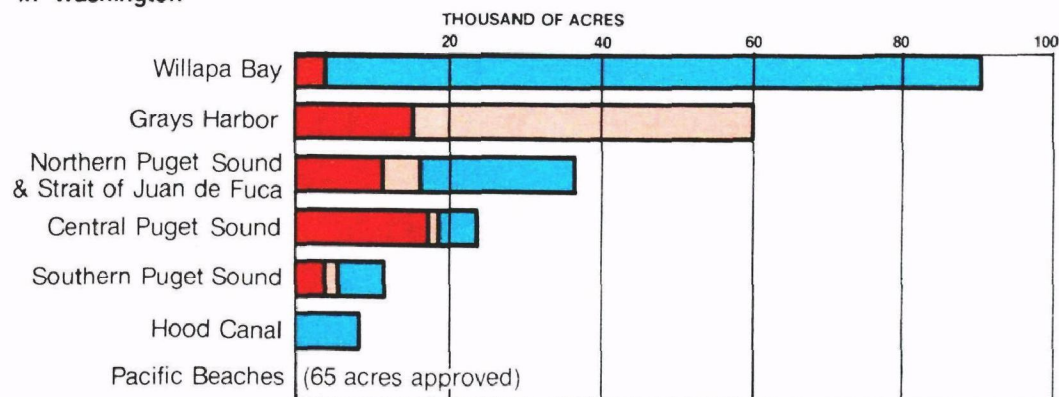 in Washington
THOUSAND OF ACRES
20 40 60 80 100
Willapa Bay
Grays Harbor
Northern Puget Sound
& Strait of Juan de Fuca
Central Puget Sound
Southern Puget Sound
Hood Canal
Pacific Beaches (65 acres approved)